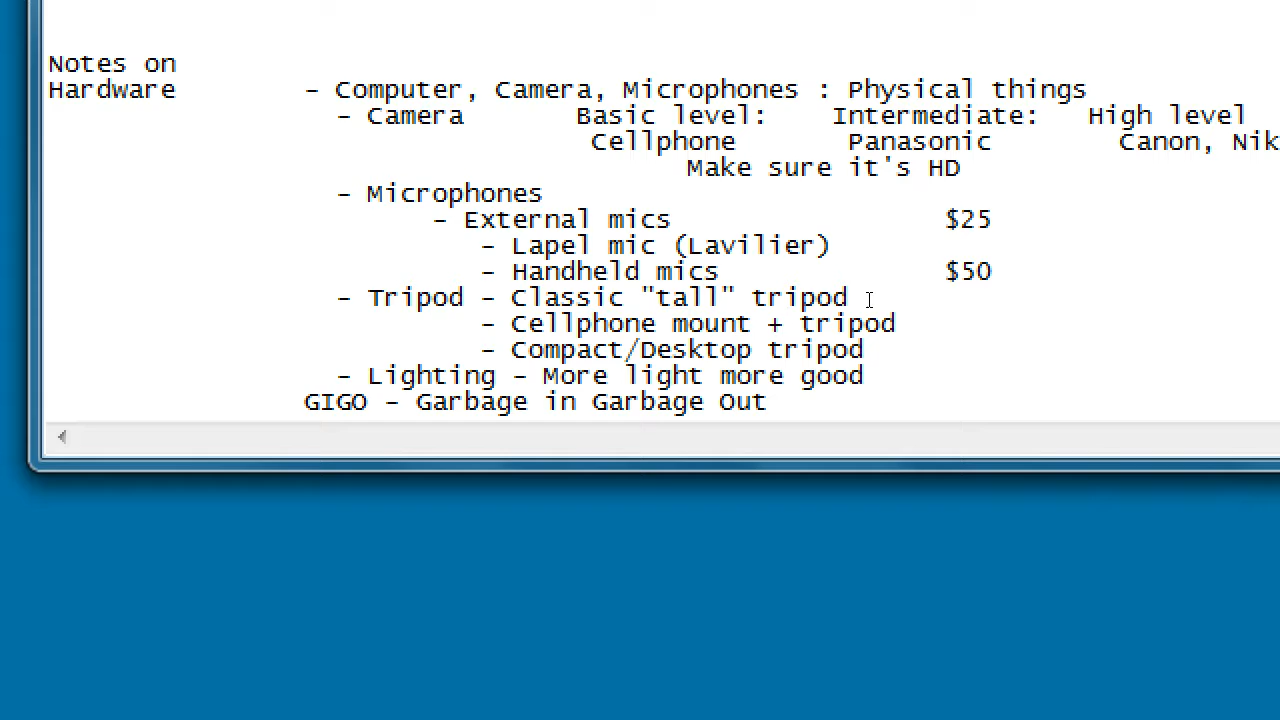 Notes on
Hardware - Computer, Camera, Microphones : Physical things
- Camera Basic level: Intermediate: High level
Cellphone Panasonic Canon, Nik
Make sure it's HD
- Microphones
- External mics $25
- Lapel mic (Lavilier)
- Handheld mics $50
- Tripod - Classic "tall" tripod
- Cellphone mount + tripod
- Compact/Desktop tripod
- Lighting - More light more good
GIGO - Garbage in Garbage Out